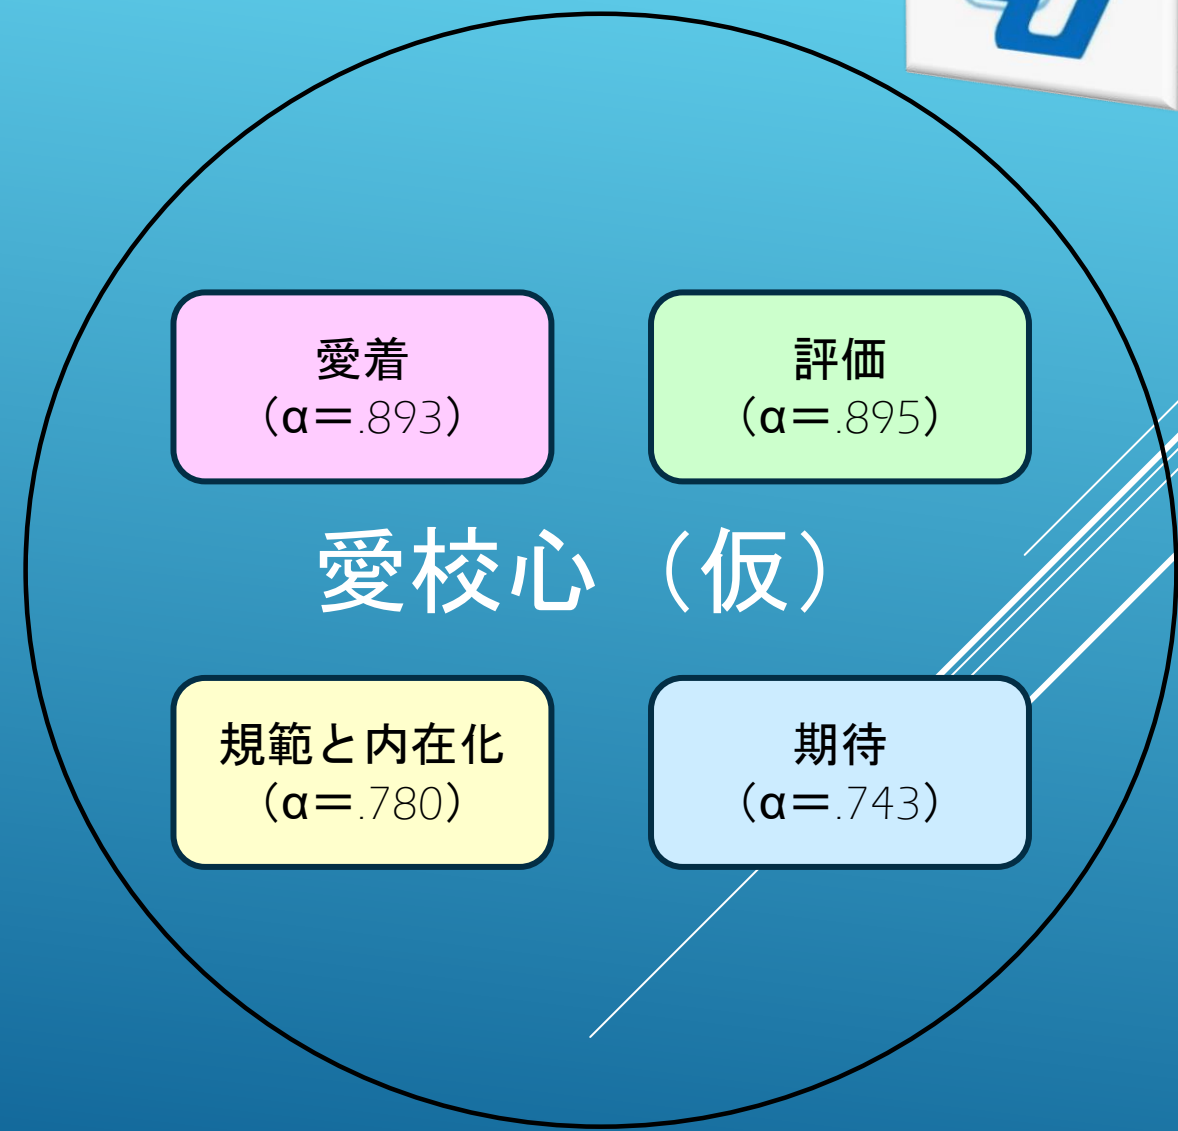 愛着
（α＝.893）
評価
（α＝.895）
愛校心（仮）
規範と内在化
（α＝.780）
期待
（α＝.743）